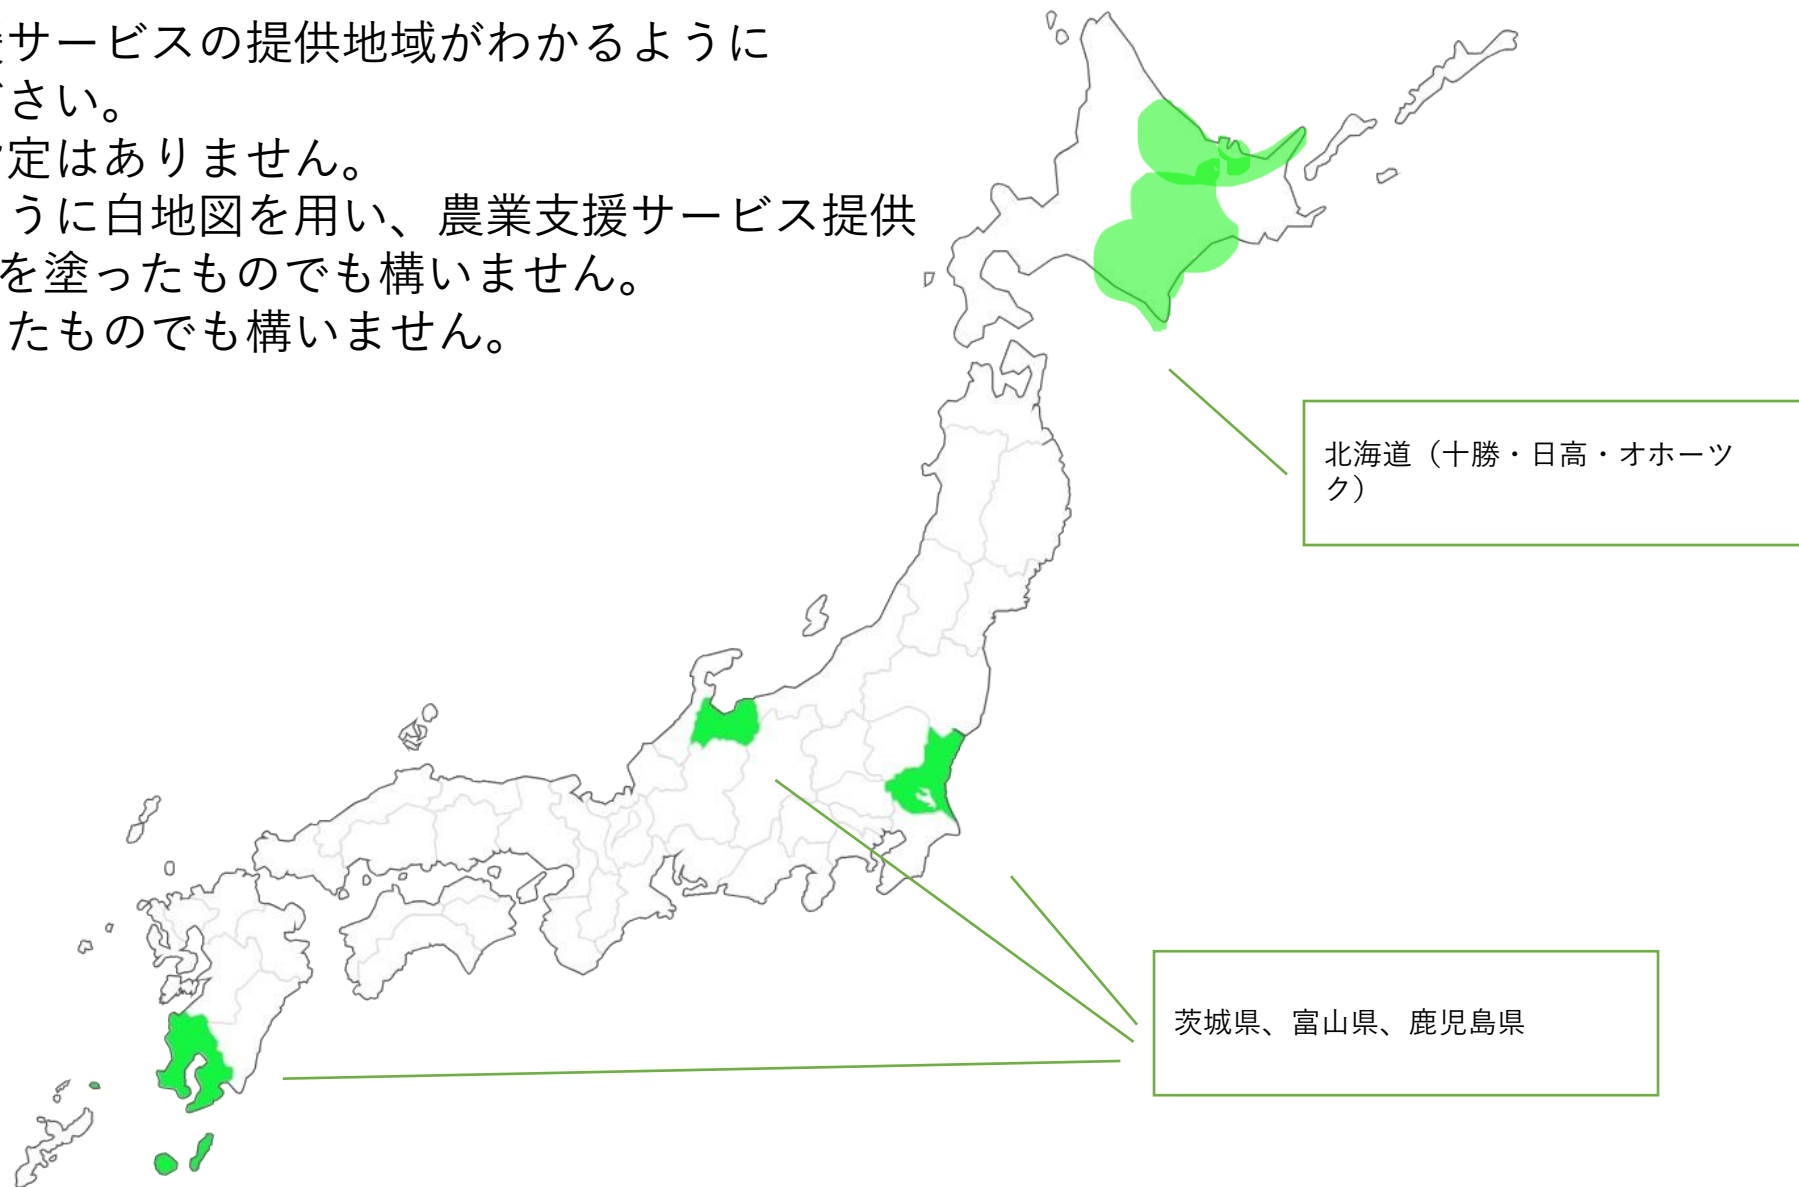 サービスの提供地域がわかるように
さい。
定はありません。
うに白地図を用い、農業支援サービス提供
を塗ったものでも構いません。
たものでも構いません。
北海道（十勝・日高・オホーツ
ク）
茨城県、富山県、鹿児島県